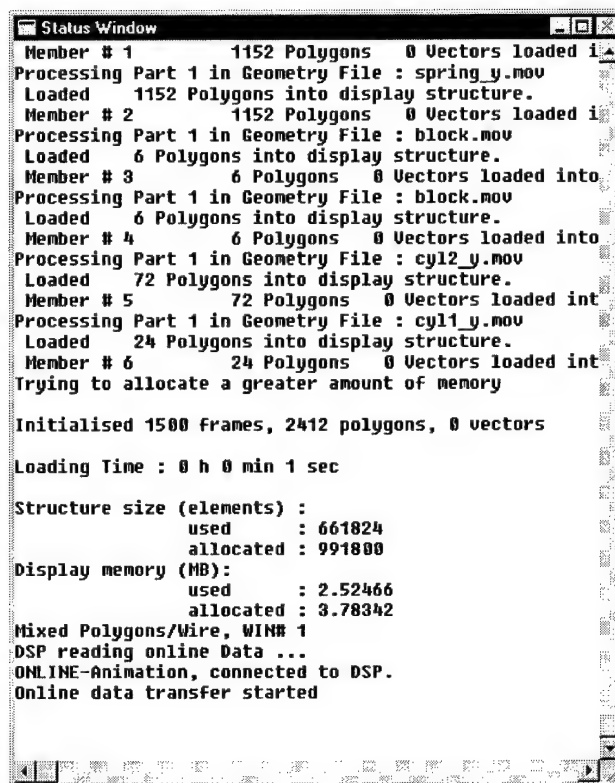 Status Window
Member # 1 1152 Polygons 0 Vectors loaded i
Processing Part 1 in Geometry File : spring_y.mov
Loaded 1152 Polygons into display structure.
Member # 2 1152 Polygons 0 Vectors loaded i
Processing Part 1 in Geometry File : block.mov
Loaded 6 Polygons into display structure.
Member # 3 6 Polygons 0 Vectors loaded into
Processing Part 1 in Geometry File : block.mov
Loaded 6 Polygons into display structure.
Member # 4 6 Polygons 0 Vectors loaded into
Processing Part 1 in Geometry File : cyl2_y.mov
Loaded 72 Polygons into display structure.
Member # 5 72 Polygons 0 Vectors loaded int
Processing Part 1 in Geometry File : cyl1_y.mov
Loaded 24 Polygons into display structure.
Member # 6 24 Polygons 0 Vectors loaded int
Trying to allocate a greater amount of memory
Initialised 1500 frames, 2412 polygons, 0 vectors
Loading Time : 0 h 0 min 1 sec
Structure size (elements) :
used : 661824
allocated : 991800
Display memory (MB):
used : 2.52466
allocated : 3.78342
Mixed Polygons/Wire, WIN# 1
DSP reading online Data ...
ONLINE-Animation, connected to DSP.
Online data transfer started